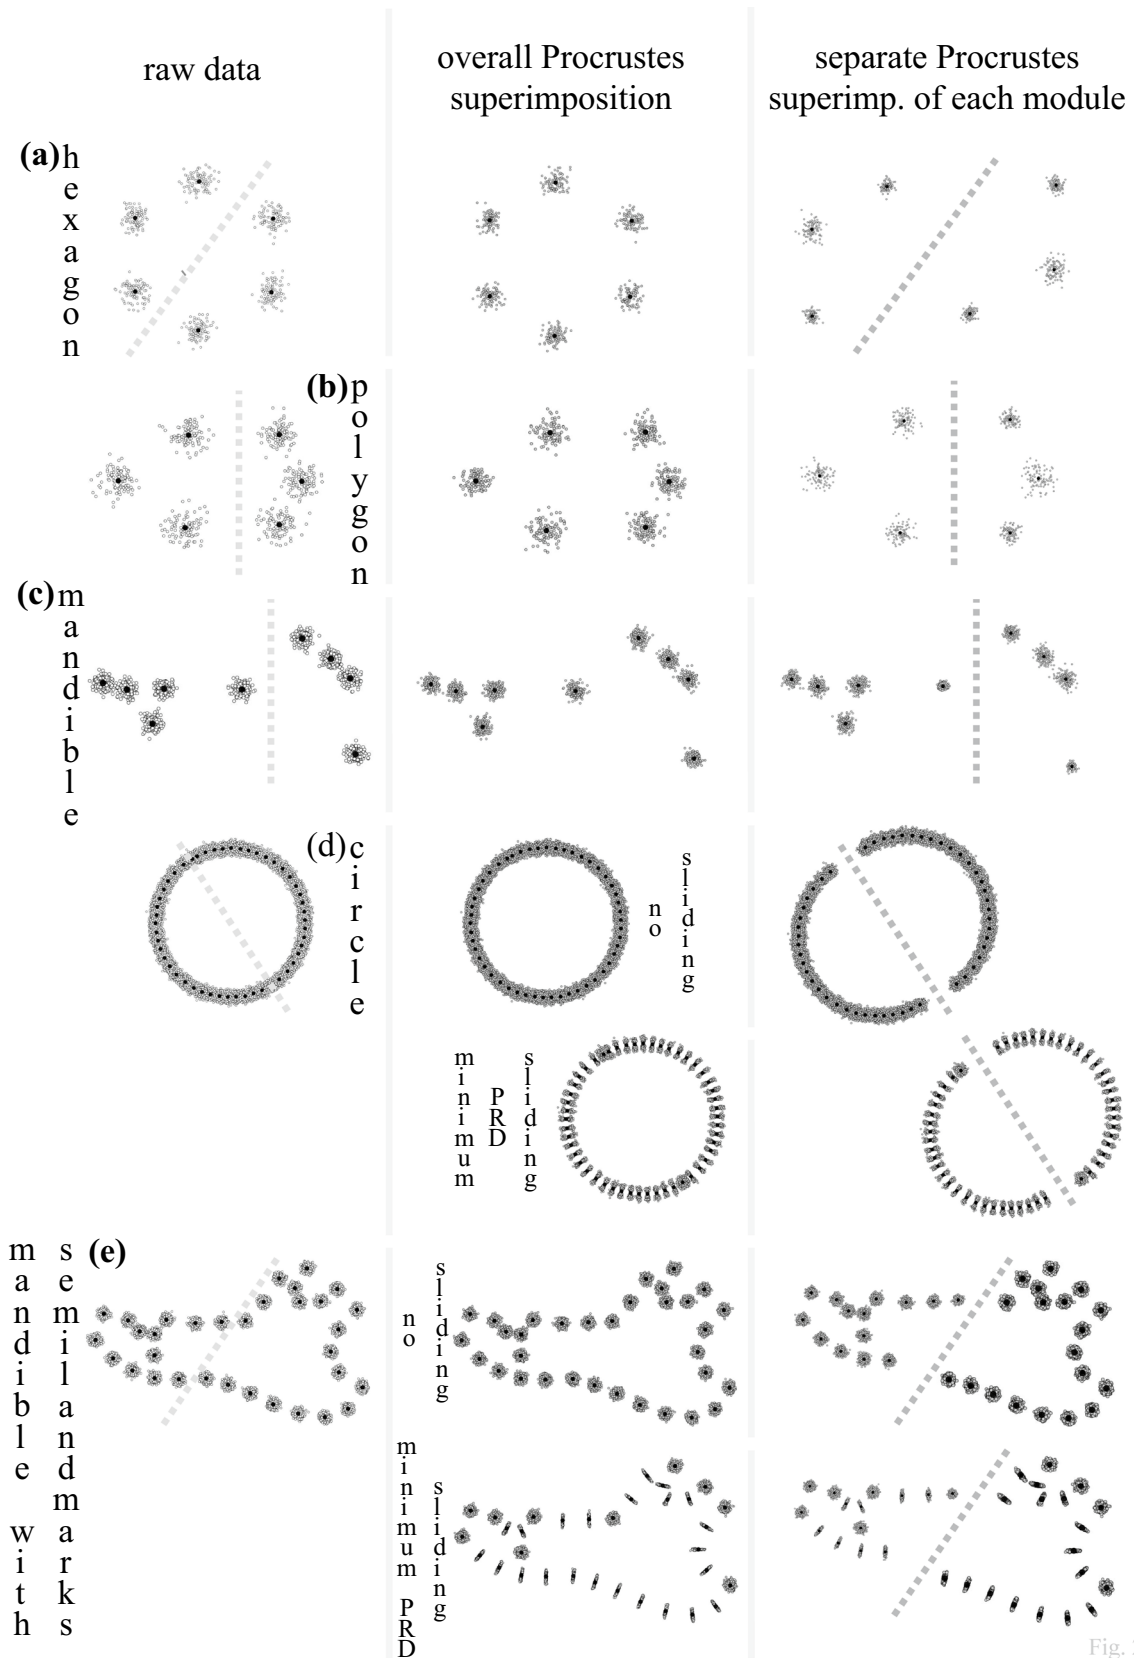 raw data
overall Procrustes
superimposition
separate Procrustes
superimp. of each module
(a) hexagon
(b) polygon
(c) mandible
(d) circle
no
sliding
minimum
PRD
sliding
(e)
mandible with
semilandmarks
no
sliding
minimum PRD
sliding
Fig.